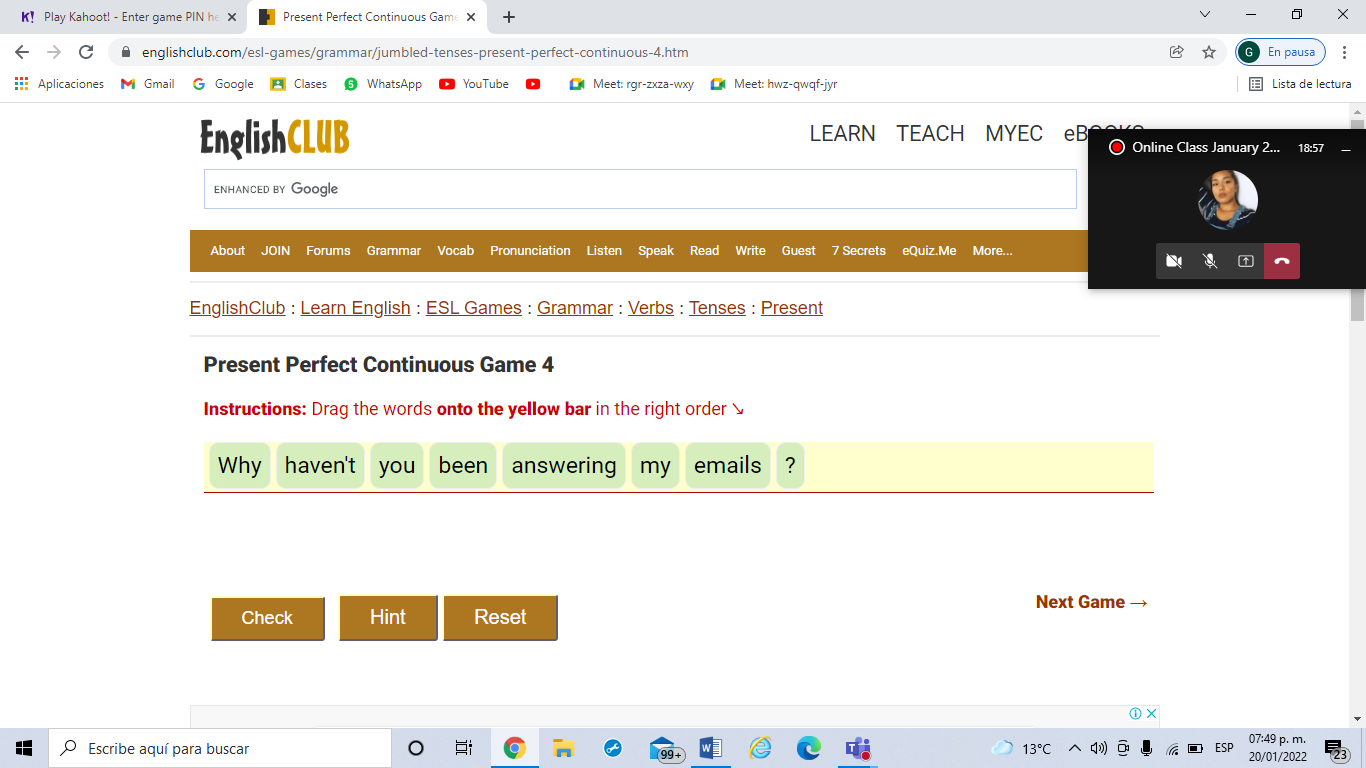 Play Kahoot! - Enter game PIN he
Present Perfect Continuous Game
englishclub.com/esl-games/grammar/jumbled-tenses-present-perfect-continuous-4.htm
G En pausa
Aplicaciones Gmail Google Clases WhatsApp YouTube Meet: rgr-zxza-wxy Meet: hwz-qwqf-jyr Lista de lectura
EnglishCLUB
LEARN TEACH MYEC eBOOKS
Online Class January 2... 18:57
ENHANCED BY Google
About JOIN Forums Grammar Vocab Pronunciation Listen Speak Read Write Guest 7 Secrets eQuiz.Me More...
EnglishClub : Learn English : ESL Games : Grammar : Verbs : Tenses : Present
Present Perfect Continuous Game 4
Instructions: Drag the words onto the yellow bar in the right order ↘
Why haven't you been answering my emails ?
Check Hint Reset
Next Game →
Escribe aquí para buscar
99+
13°C
ESP
07:49 p. m.
20/01/2022
23